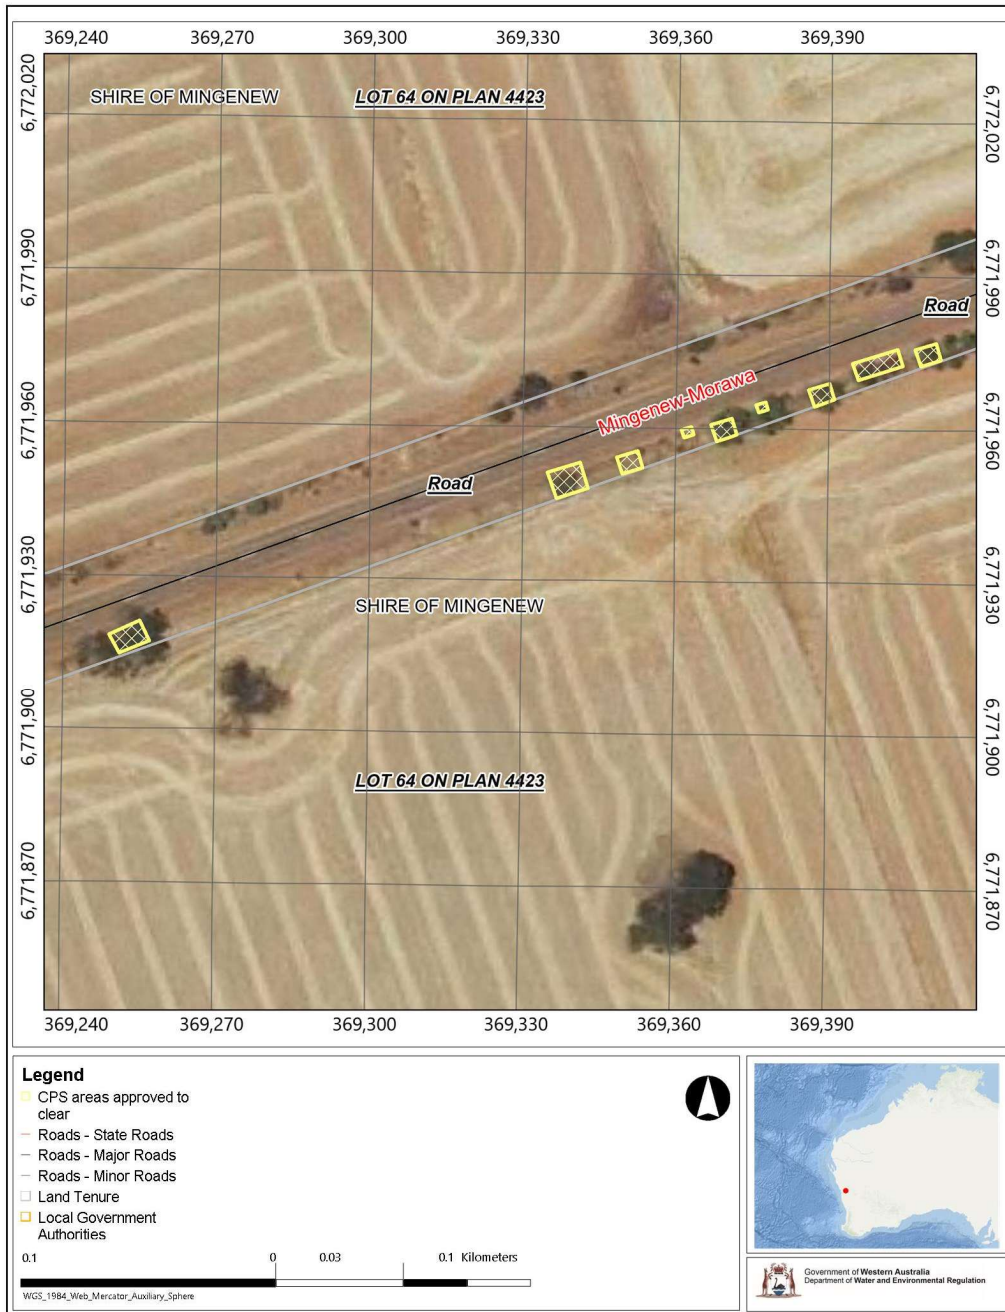 369,240 369,270 369,300 369,330 369,360 369,390
6,772,020
6,771,990
6,771,960
6,771,930
6,771,900
6,771,870
SHIRE OF MINGENEW
LOT 64 ON PLAN 4423
Road
Mingenew-Morawa
Road
SHIRE OF MINGENEW
LOT 64 ON PLAN 4423
6,772,020
6,771,990
6,771,960
6,771,930
6,771,900
6,771,870
369,240 369,270 369,300 369,330 369,360 369,390
Legend
CPS areas approved to
clear
Roads - State Roads
Roads - Major Roads
Roads - Minor Roads
Land Tenure
Local Government
Authorities
0.1 0 0.03 0.1 Kilometers
WGS_1984_Web_Mercator_Auxiliary_Sphere
Government of Western Australia
Department of Water and Environmental Regulation